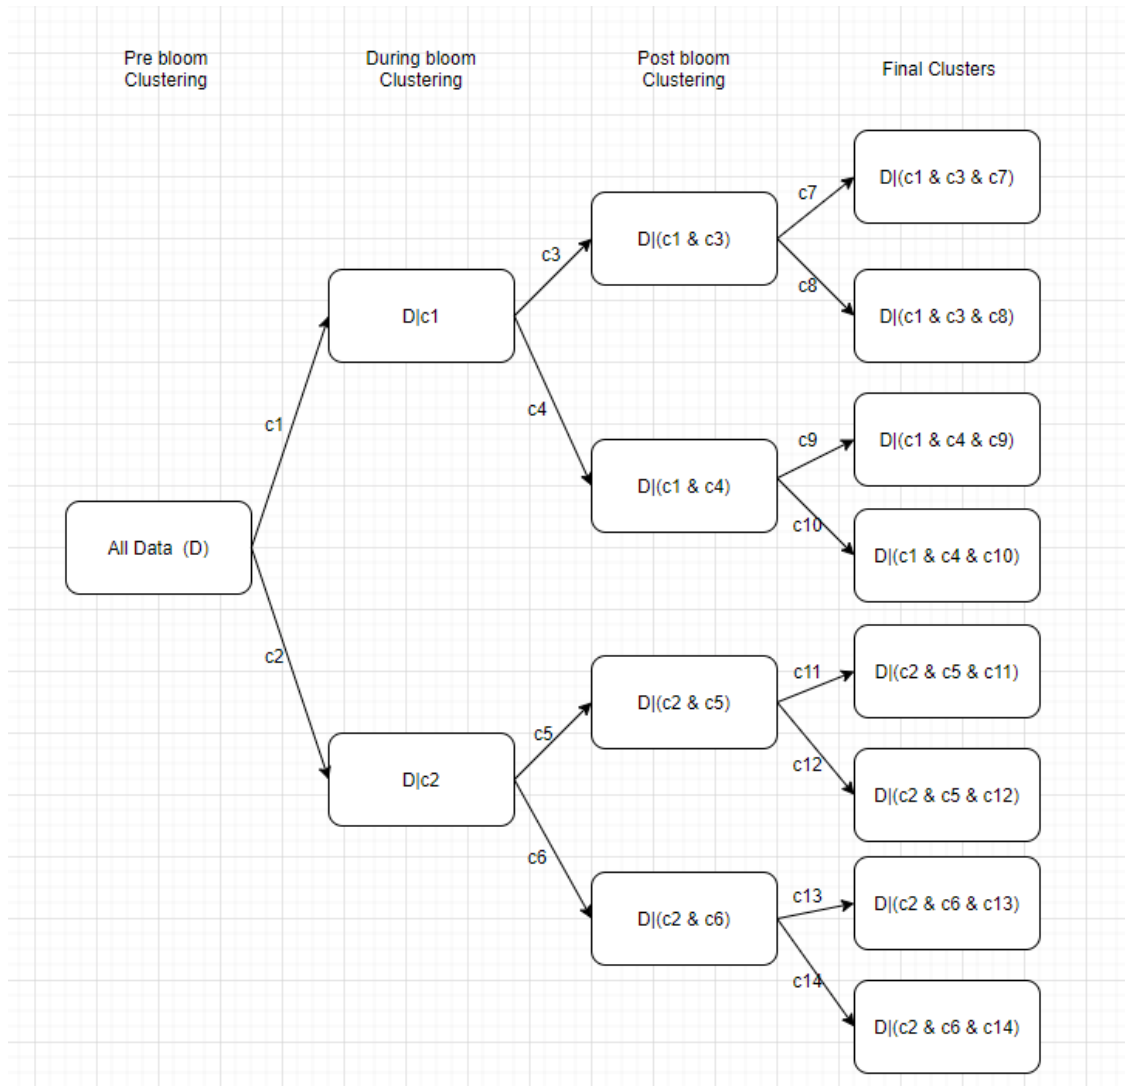 Pre bloom
Clustering
During bloom
Clustering
Post bloom
Clustering
Final Clusters
All Data (D)
c1
c2
D|c1
D|c2
c3
c4
c5
c6
D|(c1 & c3)
D|(c1 & c4)
D|(c2 & c5)
D|(c2 & c6)
c7
c8
c9
c10
c11
c12
c13
c14
D|(c1 & c3 & c7)
D|(c1 & c3 & c8)
D|(c1 & c4 & c9)
D|(c1 & c4 & c10)
D|(c2 & c5 & c11)
D|(c2 & c5 & c12)
D|(c2 & c6 & c13)
D|(c2 & c6 & c14)